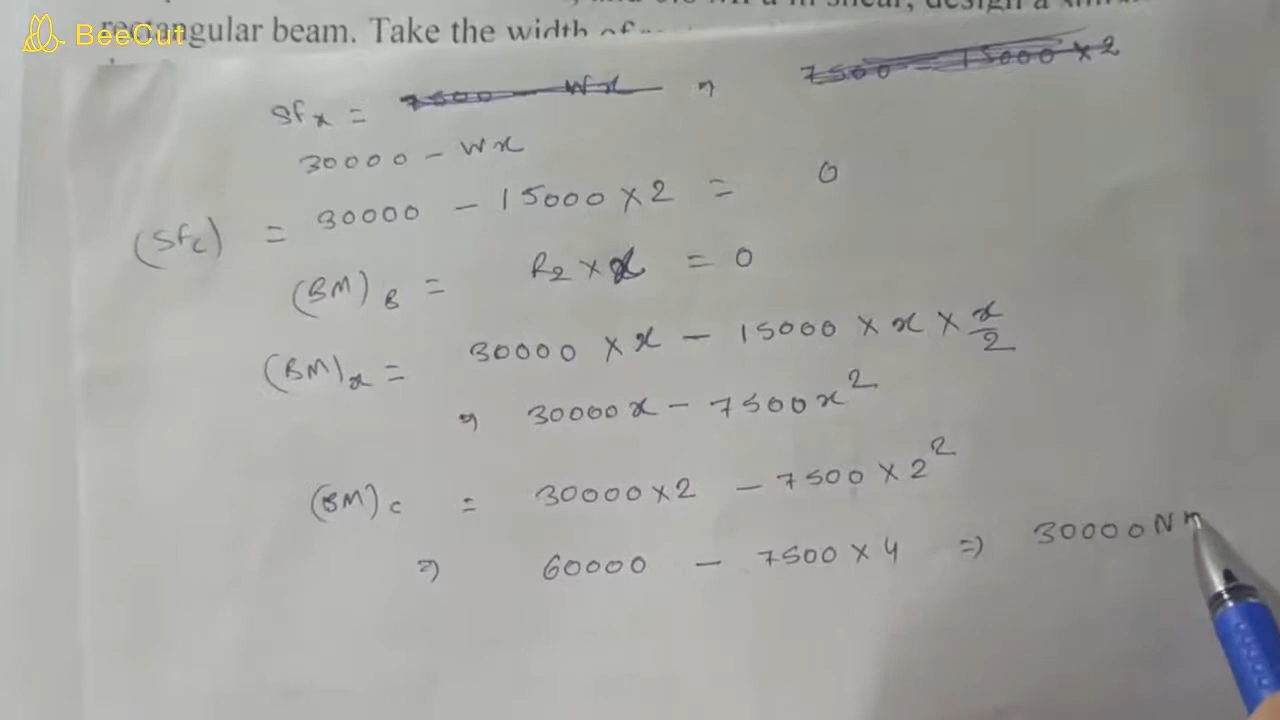 BeeCut
rectangular beam. Take the width of
SFx = 7500 - Wx ⇒ 7500 - 15000 × 2
30000 - Wx
(SFc) = 30000 - 15000 × 2 = 0
(BM)B = R2 × x = 0
(BM)x = 30000 × x - 15000 × x × x/2
⇒ 30000x - 7500x²
(BM)c = 30000×2 - 7500 × 2²
⇒ 60000 - 7500 × 4 ⇒ 30000 Nm